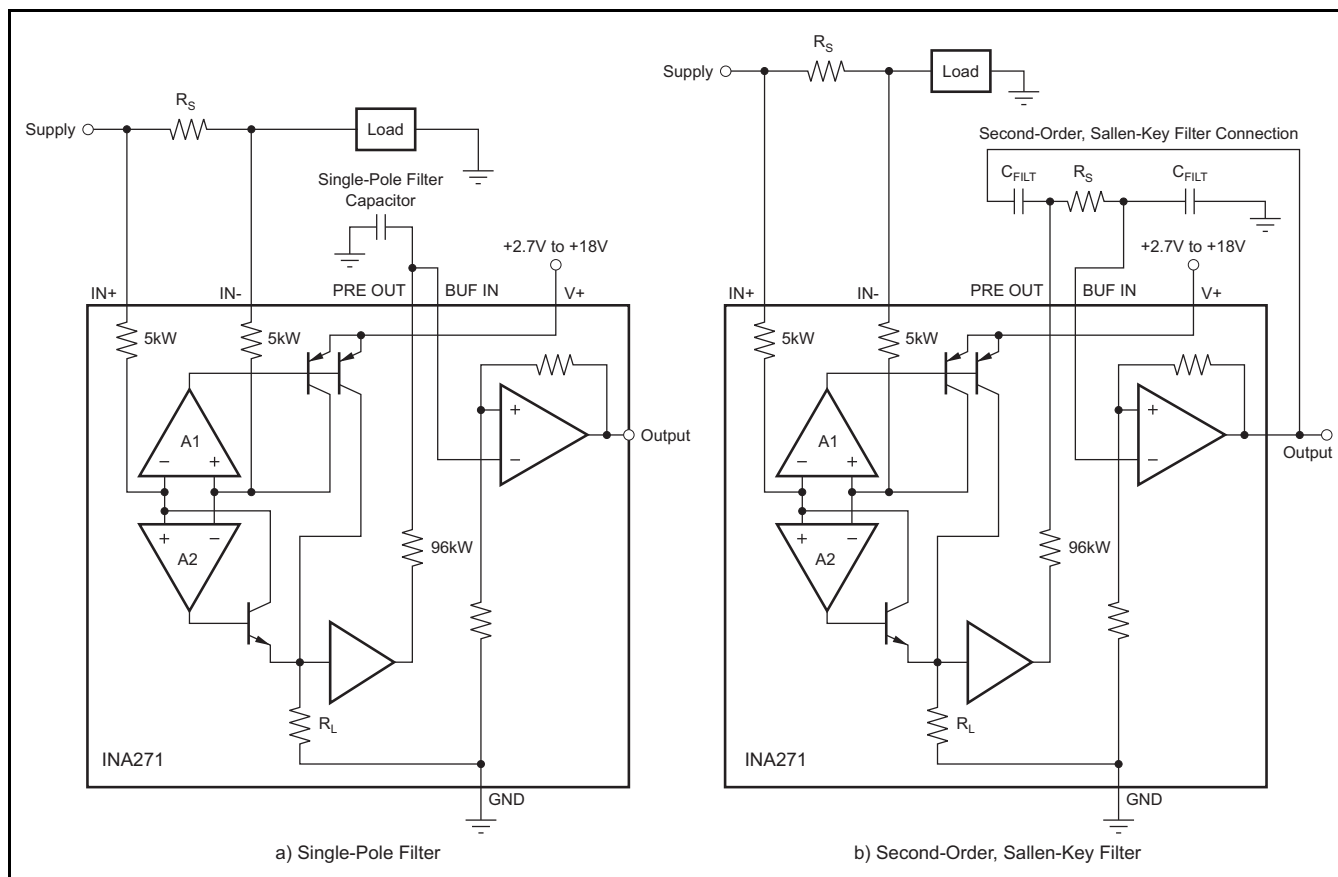 R_S
Supply
Load
Single-Pole Filter
Capacitor
+2.7V to +18V
IN+
IN-
PRE OUT
BUF IN
V+
5kW
5kW
+
−
Output
A1
−
+
+
−
A2
96kW
R_L
INA271
GND
a) Single-Pole Filter
R_S
Supply
Load
Second-Order, Sallen-Key Filter Connection
C_FILT
R_S
C_FILT
+2.7V to +18V
IN+
IN-
PRE OUT
BUF IN
V+
5kW
5kW
+
−
Output
A1
−
+
+
−
A2
96kW
R_L
INA271
GND
b) Second-Order, Sallen-Key Filter